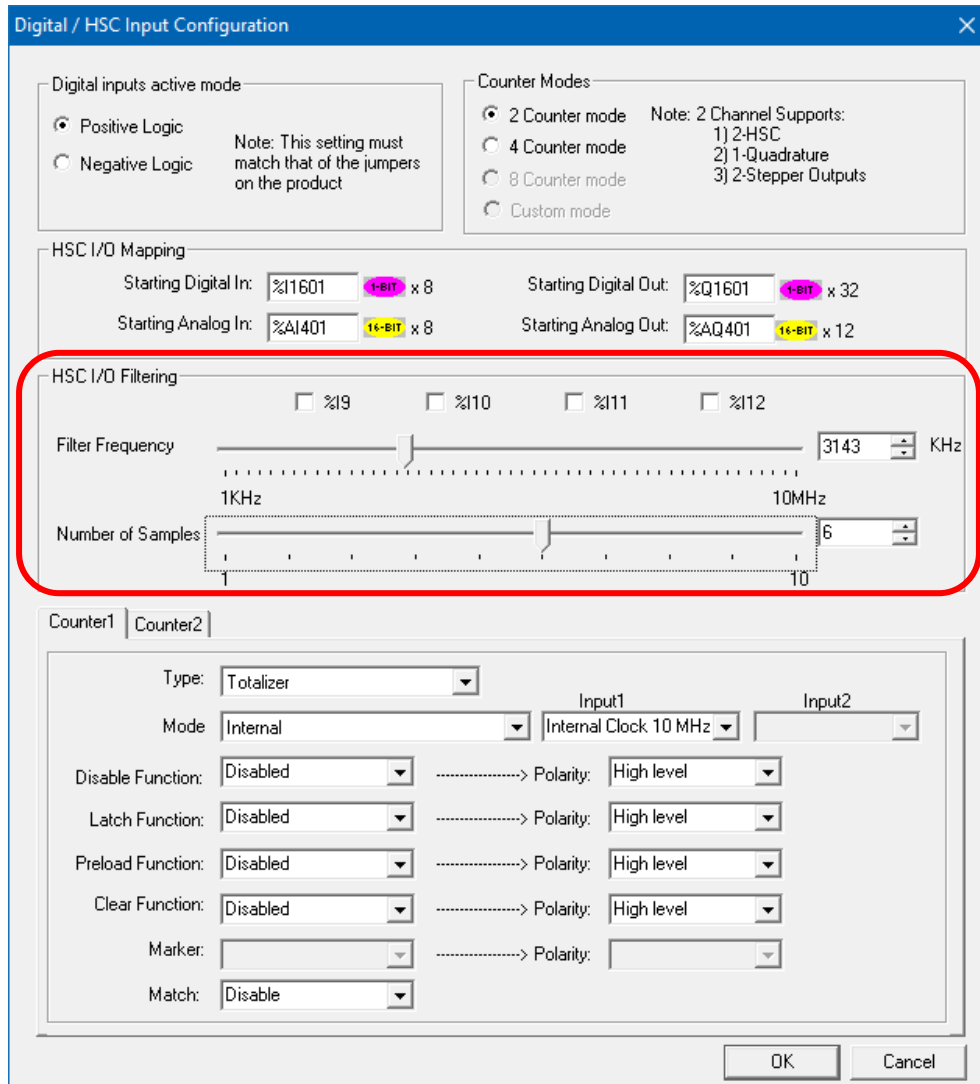 Digital / HSC Input Configuration
Digital inputs active mode
Positive Logic
Negative Logic
Note: This setting must
match that of the jumpers
on the product
Counter Modes
2 Counter mode
4 Counter mode
8 Counter mode
Custom mode
Note: 2 Channel Supports:
1) 2-HSC
2) 1-Quadrature
3) 2-Stepper Outputs
HSC I/O Mapping
Starting Digital In: %I1601 1-BIT x 8
Starting Digital Out: %Q1601 1-BIT x 32
Starting Analog In: %AI401 16-BIT x 8
Starting Analog Out: %AQ401 16-BIT x 12
HSC I/O Filtering
%I9 %I10 %I11 %I12
Filter Frequency 3143 KHz
1KHz 10MHz
Number of Samples 6
1 10
Counter1 Counter2
Type: Totalizer
Input1 Input2
Mode Internal Internal Clock 10 MHz
Disable Function: Disabled -----------------> Polarity: High level
Latch Function: Disabled -----------------> Polarity: High level
Preload Function: Disabled -----------------> Polarity: High level
Clear Function: Disabled -----------------> Polarity: High level
Marker: -----------------> Polarity:
Match: Disable
OK Cancel